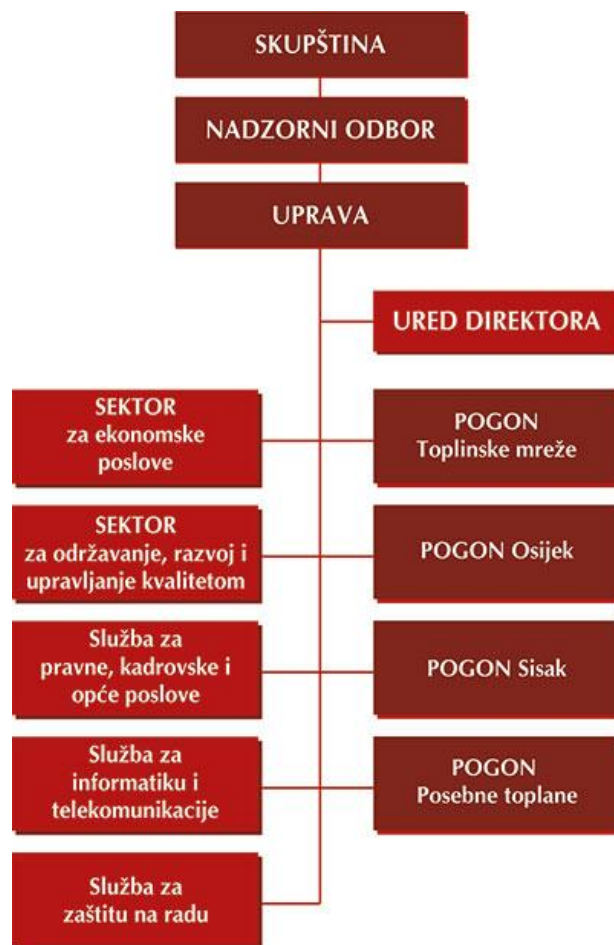 SKUPŠTINA
NADZORNI ODBOR
UPRAVA
URED DIREKTORA
SEKTOR
za ekonomske
poslove
POGON
Toplinske mreže
SEKTOR
za održavanje, razvoj i
upravljanje kvalitetom
POGON Osijek
Služba za
pravne, kadrovske i
opće poslove
POGON Sisak
Služba za
informatiku i
telekomunikacije
POGON
Posebne toplane
Služba za
zaštitu na radu